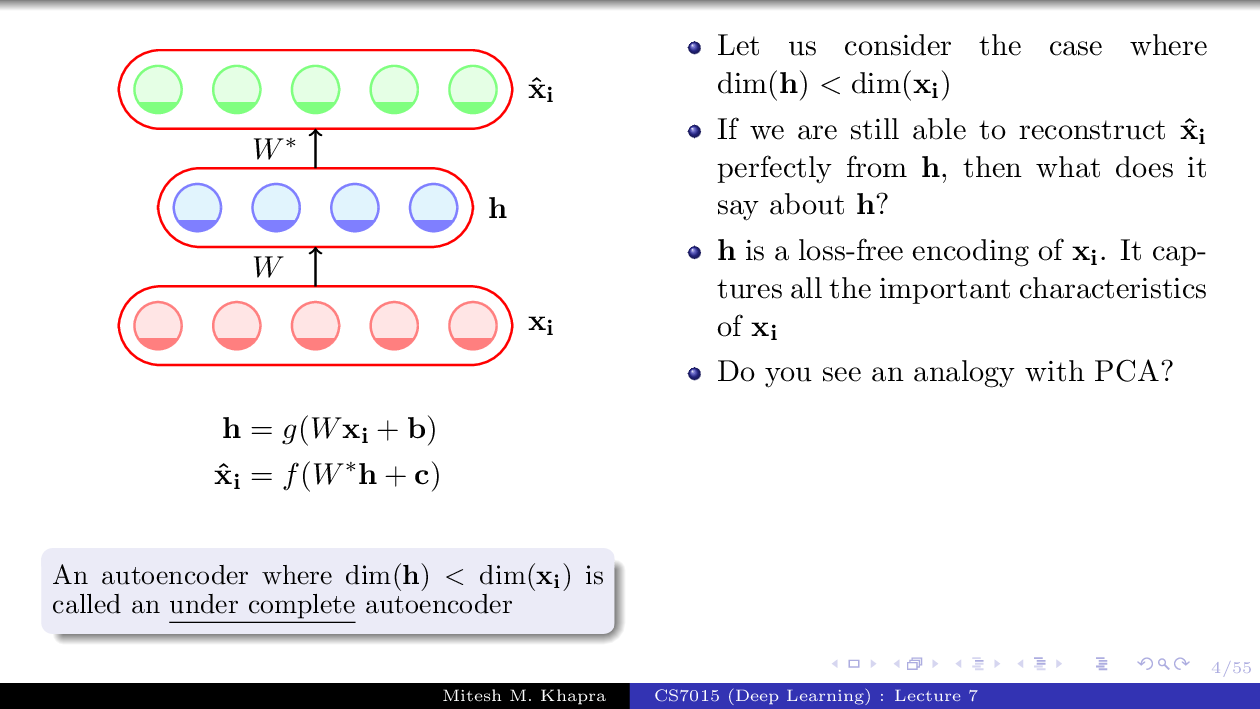 x̂ᵢ
W*
h
W
xᵢ
h = g(Wxᵢ + b)
x̂ᵢ = f(W*h + c)
An autoencoder where dim(h) < dim(xᵢ) is
called an under complete autoencoder
Let us consider the case where
dim(h) < dim(xᵢ)
If we are still able to reconstruct x̂ᵢ
perfectly from h, then what does it
say about h?
h is a loss-free encoding of xᵢ. It cap-
tures all the important characteristics
of xᵢ
Do you see an analogy with PCA?
4/55
Mitesh M. Khapra
CS7015 (Deep Learning) : Lecture 7